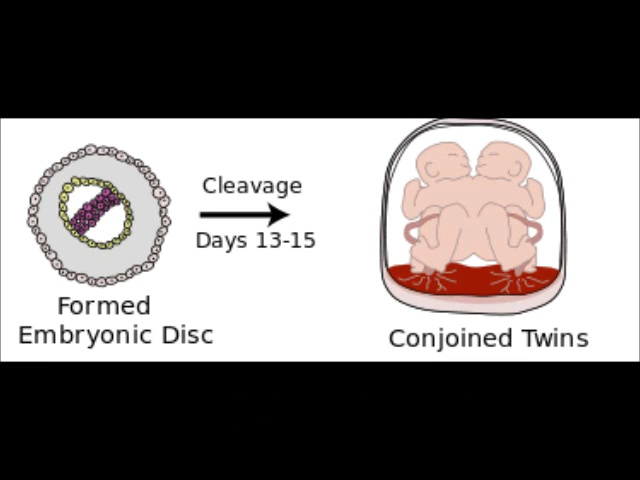 Cleavage
Days 13-15
Formed
Embryonic Disc
Conjoined Twins